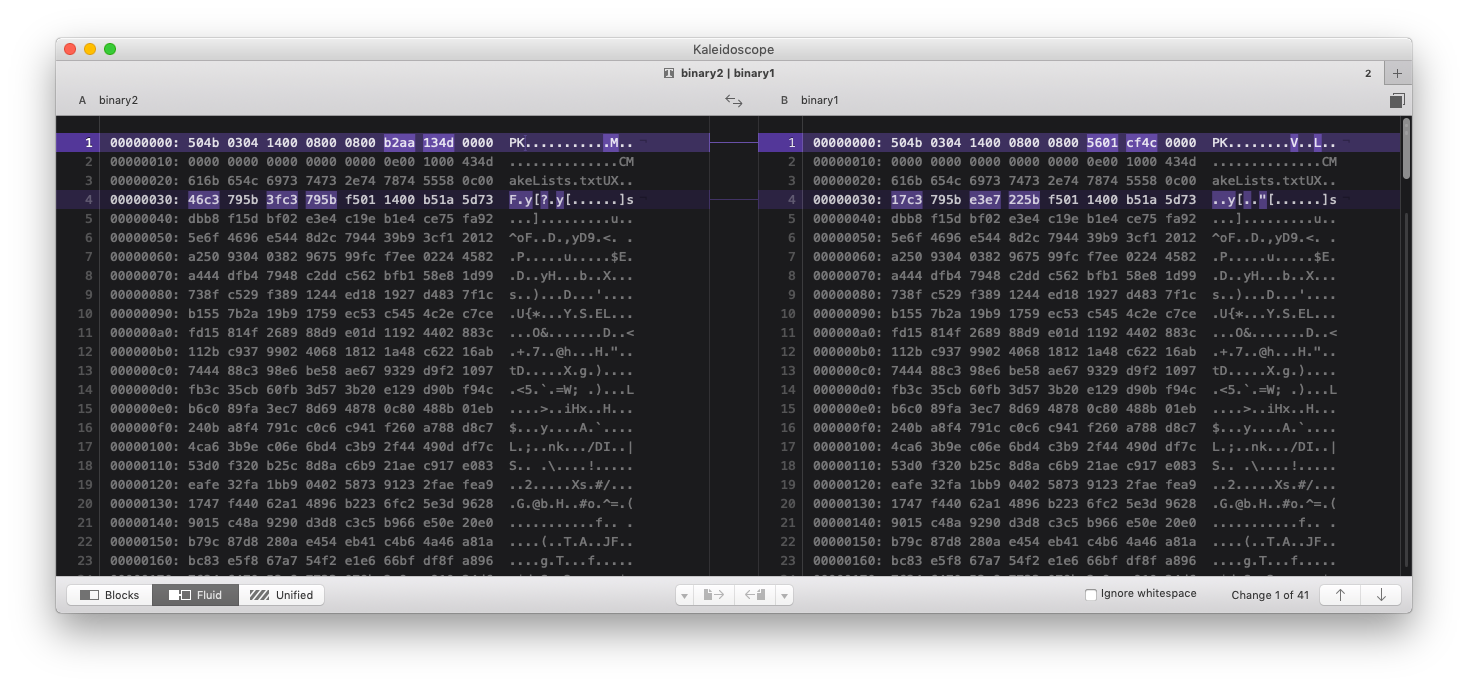 Kaleidoscope
binary2 | binary1
2
A binary2
B binary1
1 00000000: 504b 0304 1400 0800 0800 b2aa 134d 0000 PK...........M..
2 00000010: 0000 0000 0000 0000 0000 0e00 1000 434d ..............CM
3 00000020: 616b 654c 6973 7473 2e74 7874 5558 0c00 akeLists.txtUX..
4 00000030: 46c3 795b 3fc3 795b f501 1400 b51a 5d73 F.y[?.y[......]s
5 00000040: dbb8 f15d bf02 e3e4 c19e b1e4 ce75 fa92 ...].........u..
6 00000050: 5e6f 4696 e544 8d2c 7944 39b9 3cf1 2012 ^oF..D.,yD9.<. .
7 00000060: a250 9304 0382 9675 99fc f7ee 0224 4582 .P.....u.....$E.
8 00000070: a444 dfb4 7948 c2dd c562 bfb1 58e8 1d99 .D..yH...b..X...
9 00000080: 738f c529 f389 1244 ed18 1927 d483 7f1c s..)...D...'....
10 00000090: b155 7b2a 19b9 1759 ec53 c545 4c2e c7ce .U{*...Y.S.EL...
11 000000a0: fd15 814f 2689 88d9 e01d 1192 4402 883c ...O&.......D..<
12 000000b0: 112b c937 9902 4068 1812 1a48 c622 16ab .+.7..@h...H."..
13 000000c0: 7444 88c3 98e6 be58 ae67 9329 d9f2 1097 tD.....X.g.)....
14 000000d0: fb3c 35cb 60fb 3d57 3b20 e129 d90b f94c .<5.`.=W; .)...L
15 000000e0: b6c0 89fa 3ec7 8d69 4878 0c80 488b 01eb ....>..iHx..H...
16 000000f0: 240b a8f4 791c c0c6 c941 f260 a788 d8c7 $...y....A.`....
17 00000100: 4ca6 3b9e c06e 6bd4 c3b9 2f44 490d df7c L.;..nk.../DI..|
18 00000110: 53d0 f320 b25c 8d8a c6b9 21ae c917 e083 S.. .\....!.....
19 00000120: eafe 32fa 1bb9 0402 5873 9123 2fae fea9 ..2.....Xs.#/...
20 00000130: 1747 f440 62a1 4896 b223 6fc2 5e3d 9628 .G.@b.H..#o.^=.(
21 00000140: 9015 c48a 9290 d3d8 c3c5 b966 e50e 20e0 ...........f.. .
22 00000150: b79c 87d8 280a e454 eb41 c4b6 4a46 a81a ....(..T.A..JF..
23 00000160: bc83 e5f8 67a7 54f2 e1e6 66bf df8f a896 ....g.T...f.....
1 00000000: 504b 0304 1400 0800 0800 5601 cf4c 0000 PK........V..L..
2 00000010: 0000 0000 0000 0000 0000 0e00 1000 434d ..............CM
3 00000020: 616b 654c 6973 7473 2e74 7874 5558 0c00 akeLists.txtUX..
4 00000030: 17c3 795b e3e7 225b f501 1400 b51a 5d73 ..y[.."[......]s
5 00000040: dbb8 f15d bf02 e3e4 c19e b1e4 ce75 fa92 ...].........u..
6 00000050: 5e6f 4696 e544 8d2c 7944 39b9 3cf1 2012 ^oF..D.,yD9.<. .
7 00000060: a250 9304 0382 9675 99fc f7ee 0224 4582 .P.....u.....$E.
8 00000070: a444 dfb4 7948 c2dd c562 bfb1 58e8 1d99 .D..yH...b..X...
9 00000080: 738f c529 f389 1244 ed18 1927 d483 7f1c s..)...D...'....
10 00000090: b155 7b2a 19b9 1759 ec53 c545 4c2e c7ce .U{*...Y.S.EL...
11 000000a0: fd15 814f 2689 88d9 e01d 1192 4402 883c ...O&.......D..<
12 000000b0: 112b c937 9902 4068 1812 1a48 c622 16ab .+.7..@h...H."..
13 000000c0: 7444 88c3 98e6 be58 ae67 9329 d9f2 1097 tD.....X.g.)....
14 000000d0: fb3c 35cb 60fb 3d57 3b20 e129 d90b f94c .<5.`.=W; .)...L
15 000000e0: b6c0 89fa 3ec7 8d69 4878 0c80 488b 01eb ....>..iHx..H...
16 000000f0: 240b a8f4 791c c0c6 c941 f260 a788 d8c7 $...y....A.`....
17 00000100: 4ca6 3b9e c06e 6bd4 c3b9 2f44 490d df7c L.;..nk.../DI..|
18 00000110: 53d0 f320 b25c 8d8a c6b9 21ae c917 e083 S.. .\....!.....
19 00000120: eafe 32fa 1bb9 0402 5873 9123 2fae fea9 ..2.....Xs.#/...
20 00000130: 1747 f440 62a1 4896 b223 6fc2 5e3d 9628 .G.@b.H..#o.^=.(
21 00000140: 9015 c48a 9290 d3d8 c3c5 b966 e50e 20e0 ...........f.. .
22 00000150: b79c 87d8 280a e454 eb41 c4b6 4a46 a81a ....(..T.A..JF..
23 00000160: bc83 e5f8 67a7 54f2 e1e6 66bf df8f a896 ....g.T...f.....
Blocks Fluid Unified
Ignore whitespace Change 1 of 41